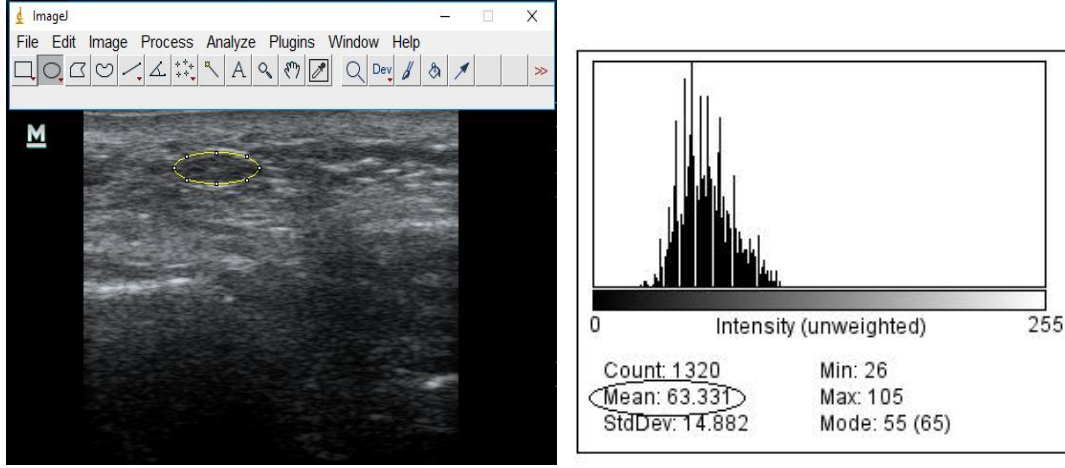 ImageJ
File Edit Image Process Analyze Plugins Window Help
A Dev >>
M
0 Intensity (unweighted) 255
Count: 1320 Min: 26
Mean: 63.331 Max: 105
StdDev: 14.882 Mode: 55 (65)